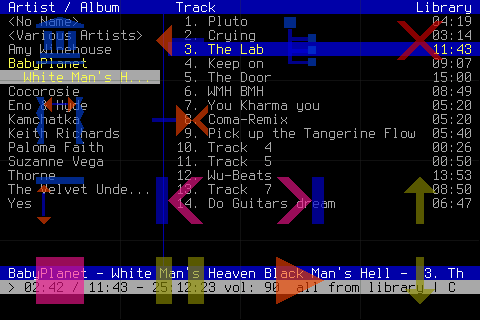 Artist / Album Track Library
<No Name> 1. Pluto 04:19
<Various Artists> 2. Crying 03:14
Amy Winehouse 3. The Lab 11:43
BabyPlanet 4. Keep on 09:07
White Man's H... 5. The Door 15:00
Cocorosie 6. WMH BMH 08:49
Eno & Hyde 7. You Kharma you 05:20
Kamchatka 8. Coma-Remix 05:20
Keith Richards 9. Pick up the Tangerine Flow 05:40
Paloma Faith 10. Track 4 00:26
Suzanne Vega 11. Track 5 00:50
Thorne 12. Wu-Beats 13:53
The Velvet Unde... 13. Track 7 08:50
Yes 14. Do Guitars dream 06:47
BabyPlanet - White Man's Heaven Black Man's Hell - 3. Th
> 02:42 / 11:43 - 25:12:23 vol: 90 all from library | C